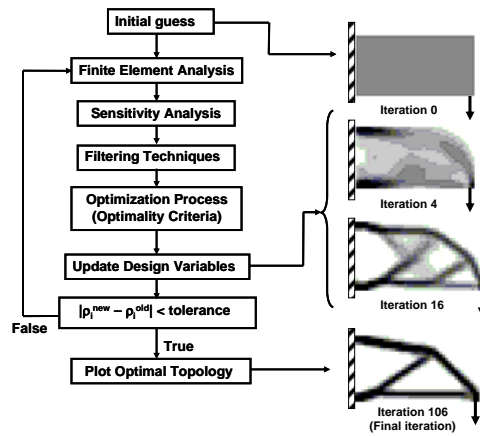 Initial guess
Finite Element Analysis
Sensitivity Analysis
Filtering Techniques
Optimization Process
(Optimality Criteria)
Update Design Variables
|ρᵢⁿᵉʷ − ρᵢᵒˡᵈ| < tolerance
False
True
Plot Optimal Topology
Iteration 0
Iteration 4
Iteration 16
Iteration 106
(Final iteration)